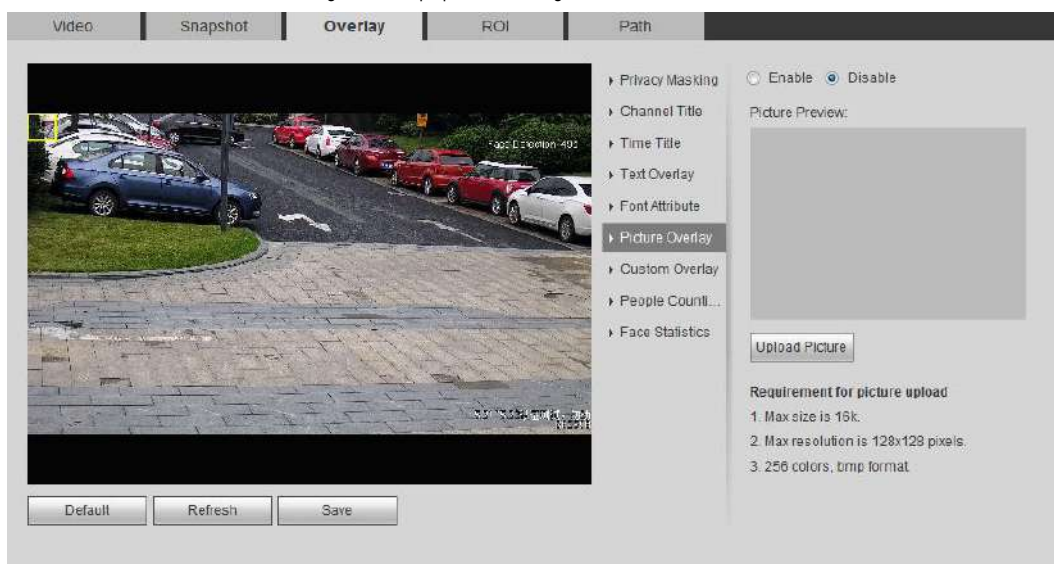 Video
Snapshot
Overlay
ROI
Path
Privacy Masking
Channel Title
Time Title
Text Overlay
Font Attribute
Picture Overlay
Custom Overlay
People Counti...
Face Statistics
Enable
Disable
Picture Preview:
Upload Picture
Requirement for picture upload
1. Max size is 16k.
2. Max resolution is 128x128 pixels.
3. 256 colors, bmp format
Default
Refresh
Save